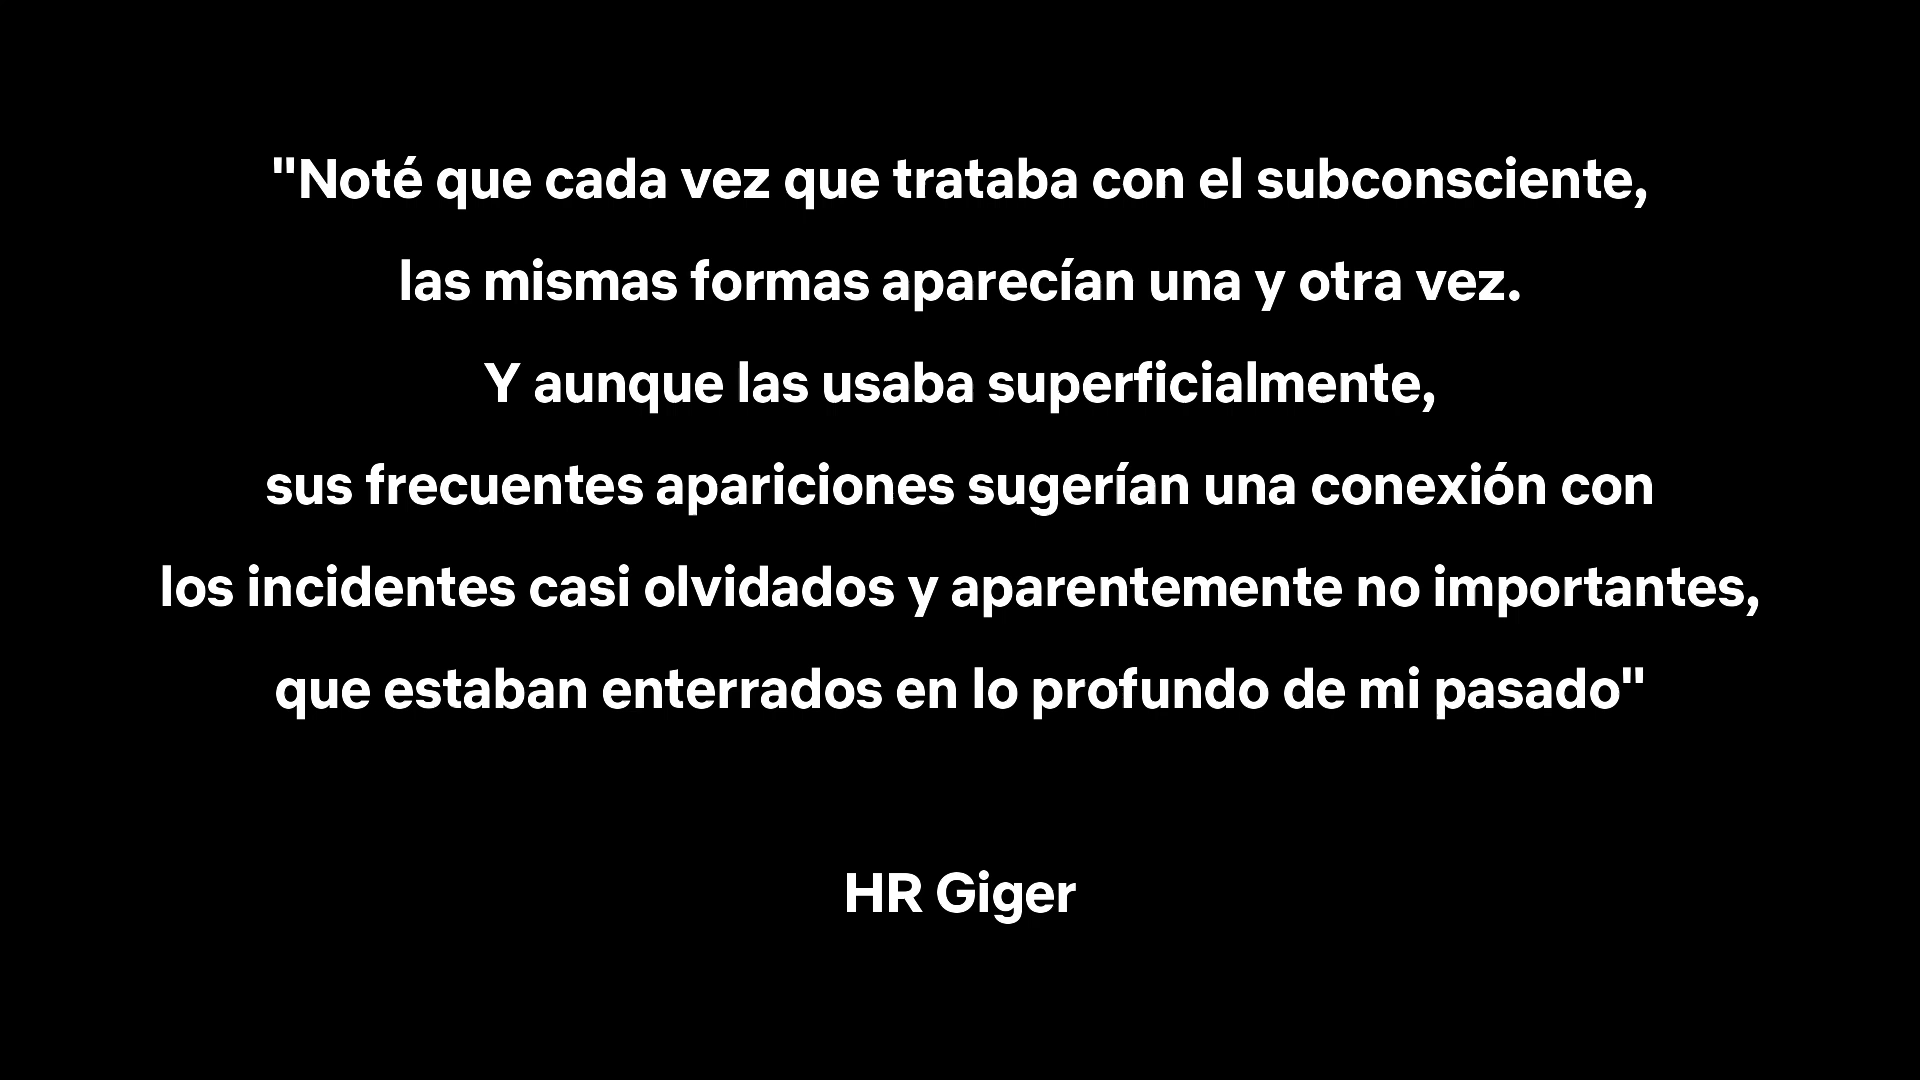 "Noté que cada vez que trataba con el subconsciente,
las mismas formas aparecían una y otra vez.
Y aunque las usaba superficialmente,
sus frecuentes apariciones sugerían una conexión con
los incidentes casi olvidados y aparentemente no importantes,
que estaban enterrados en lo profundo de mi pasado"
HR Giger